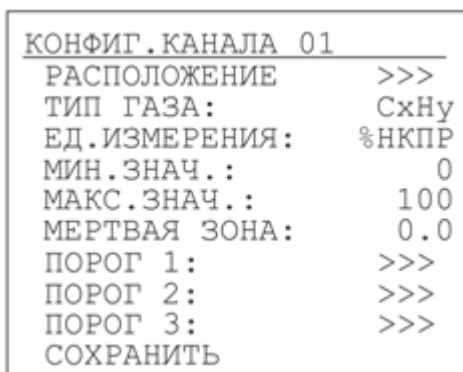 КОНФИГ.КАНАЛА 01
РАСПОЛОЖЕНИЕ >>>
ТИП ГАЗА: CxHy
ЕД.ИЗМЕРЕНИЯ: %НКПР
МИН.ЗНАЧ.: 0
МАКС.ЗНАЧ.: 100
МЕРТВАЯ ЗОНА: 0.0
ПОРОГ 1: >>>
ПОРОГ 2: >>>
ПОРОГ 3: >>>
СОХРАНИТЬ